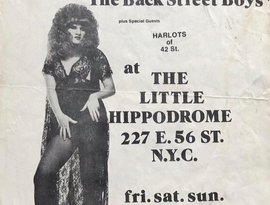 The Back Street Boys
plus Special Guests
HARLOTS
of
42 St.
at
THE
LITTLE
HIPPODROME
227 E. 56 ST.
N.Y.C.
fri. sat. sun.